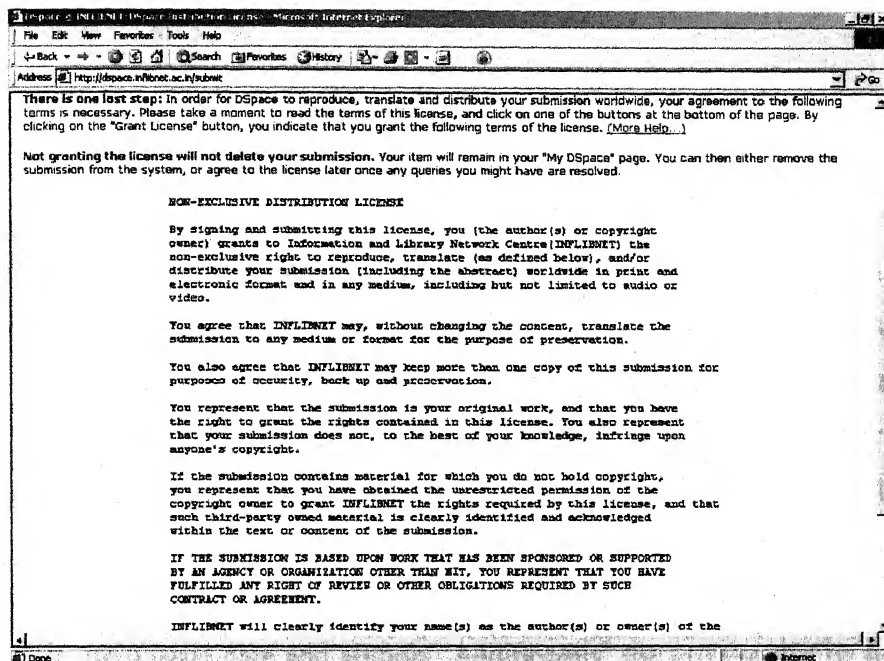 DSpace @ INFLIBNET: DSpace Distribution License - Microsoft Internet Explorer
File Edit View Favorites Tools Help
Back Search Favorites History
Address http://dspace.inflibnet.ac.in/submit Go
There is one last step: In order for DSpace to reproduce, translate and distribute your submission worldwide, your agreement to the following
terms is necessary. Please take a moment to read the terms of this license, and click on one of the buttons at the bottom of the page. By
clicking on the "Grant License" button, you indicate that you grant the following terms of the license. (More Help...)
Not granting the license will not delete your submission. Your item will remain in your "My DSpace" page. You can then either remove the
submission from the system, or agree to the license later once any queries you might have are resolved.
NON-EXCLUSIVE DISTRIBUTION LICENSE
By signing and submitting this license, you (the author(s) or copyright
owner) grants to Information and Library Network Centre(INFLIBNET) the
non-exclusive right to reproduce, translate (as defined below), and/or
distribute your submission (including the abstract) worldwide in print and
electronic format and in any medium, including but not limited to audio or
video.
You agree that INFLIBNET may, without changing the content, translate the
submission to any medium or format for the purpose of preservation.
You also agree that INFLIBNET may keep more than one copy of this submission for
purposes of security, back up and preservation.
You represent that the submission is your original work, and that you have
the right to grant the rights contained in this license. You also represent
that your submission does not, to the best of your knowledge, infringe upon
anyone's copyright.
If the submission contains material for which you do not hold copyright,
you represent that you have obtained the unrestricted permission of the
copyright owner to grant INFLIBNET the rights required by this license, and that
such third-party owned material is clearly identified and acknowledged
within the text or content of the submission.
IF THE SUBMISSION IS BASED UPON WORK THAT HAS BEEN SPONSORED OR SUPPORTED
BY AN AGENCY OR ORGANIZATION OTHER THAN MIT, YOU REPRESENT THAT YOU HAVE
FULFILLED ANY RIGHT OF REVIEW OR OTHER OBLIGATIONS REQUIRED BY SUCH
CONTRACT OR AGREEMENT.
INFLIBNET will clearly identify your name(s) as the author(s) or owner(s) of the
Done Internet